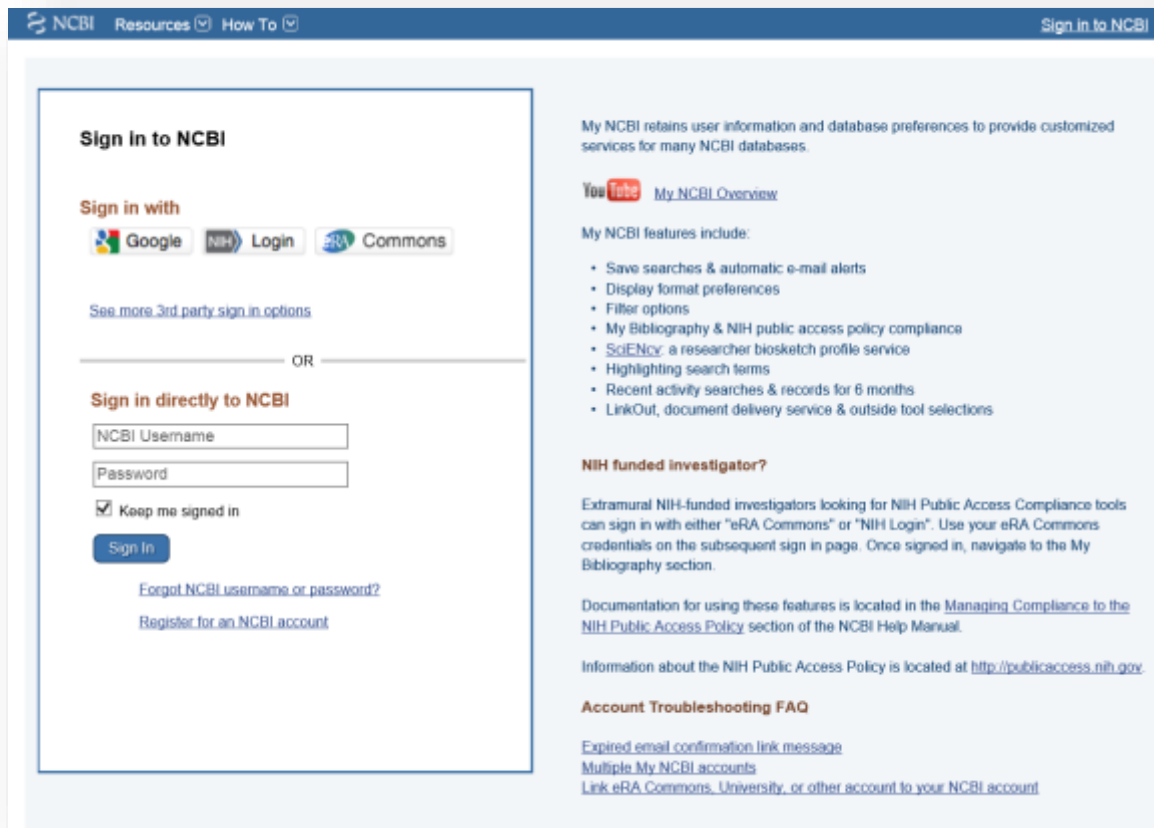 NCBI Resources How To Sign in to NCBI
Sign in to NCBI
Sign in with
Google NIH Login eRA Commons
See more 3rd party sign in options
OR
Sign in directly to NCBI
NCBI Username
Password
Keep me signed in
Sign In
Forgot NCBI username or password?
Register for an NCBI account
My NCBI retains user information and database preferences to provide customized
services for many NCBI databases.
YouTube My NCBI Overview
My NCBI features include:
• Save searches & automatic e-mail alerts
• Display format preferences
• Filter options
• My Bibliography & NIH public access policy compliance
• SciENcv: a researcher biosketch profile service
• Highlighting search terms
• Recent activity searches & records for 6 months
• LinkOut, document delivery service & outside tool selections
NIH funded investigator?
Extramural NIH-funded investigators looking for NIH Public Access Compliance tools
can sign in with either "eRA Commons" or "NIH Login". Use your eRA Commons
credentials on the subsequent sign in page. Once signed in, navigate to the My
Bibliography section.
Documentation for using these features is located in the Managing Compliance to the
NIH Public Access Policy section of the NCBI Help Manual.
Information about the NIH Public Access Policy is located at http://publicaccess.nih.gov.
Account Troubleshooting FAQ
Expired email confirmation link message
Multiple My NCBI accounts
Link eRA Commons, University, or other account to your NCBI account